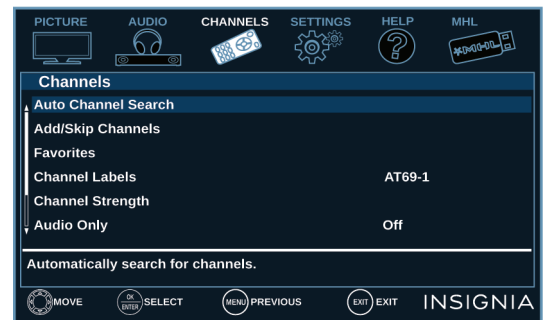 PICTURE AUDIO CHANNELS SETTINGS HELP MHL
?
MHL
Channels
Auto Channel Search
Add/Skip Channels
Favorites
Channel Labels AT69-1
Channel Strength
Audio Only Off
Automatically search for channels.
MOVE OK ENTER SELECT MENU PREVIOUS EXIT EXIT INSIGNIA